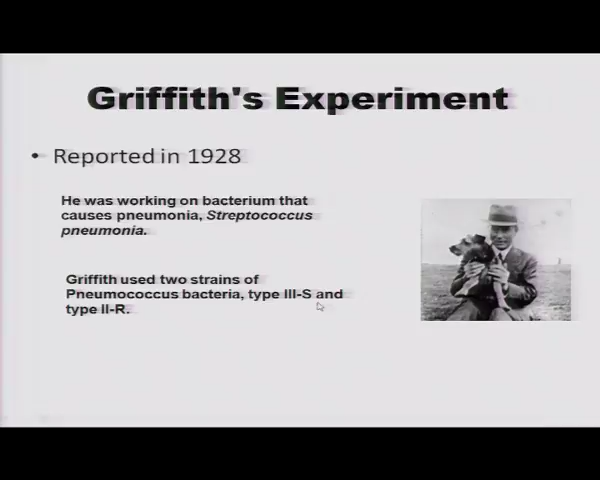 Griffith's Experiment
• Reported in 1928
He was working on bacterium that
causes pneumonia, Streptococcus
pneumonia.
Griffith used two strains of
Pneumococcus bacteria, type III-S and
type II-R.